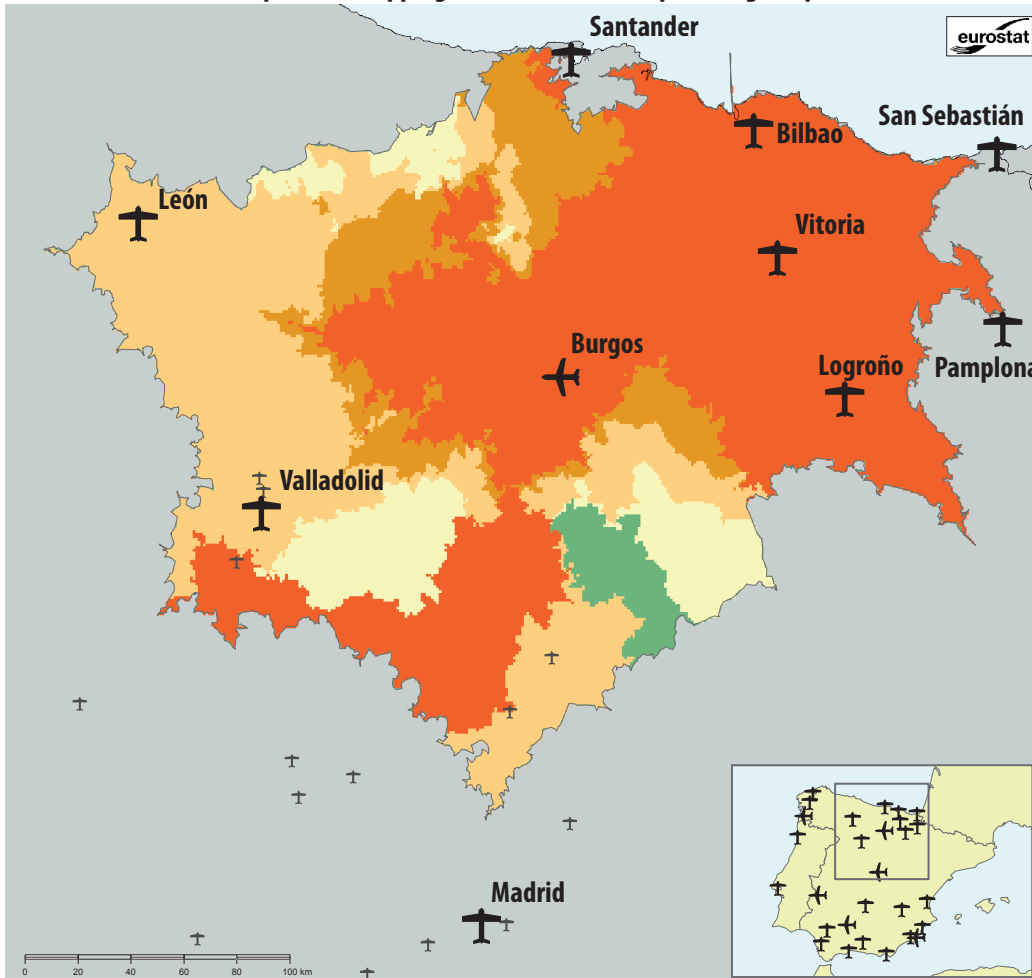 Santander
eurostat
San Sebastián
Bilbao
León
Vitoria
Burgos
Logroño
Pamplona
Valladolid
Madrid
0 20 40 60 80 100 km